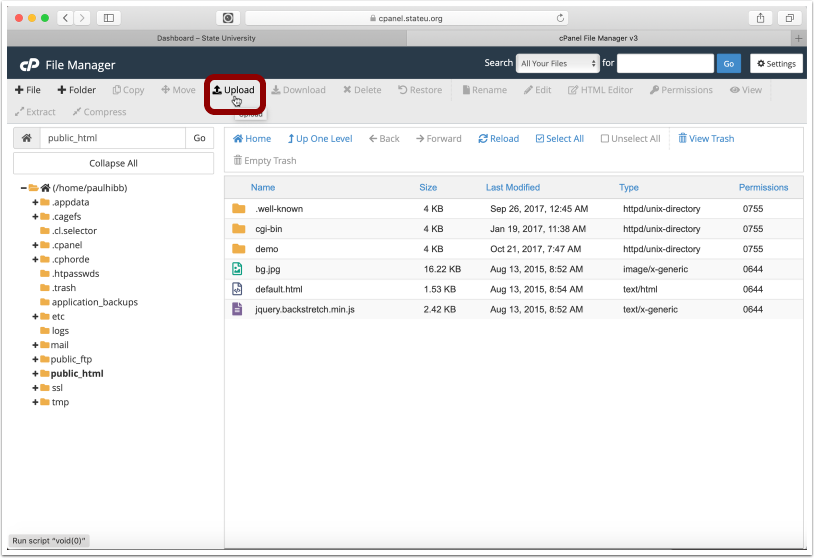 cpanel.stateu.org
Dashboard – State University
cPanel File Manager v3
cP File Manager
Search All Your Files for Go Settings
File Folder Copy Move Upload Download Delete Restore Rename Edit HTML Editor Permissions View
Upload
Extract Compress
public_html Go
Collapse All
Home Up One Level Back Forward Reload Select All Unselect All View Trash
Empty Trash
Name Size Last Modified Type Permissions
.well-known 4 KB Sep 26, 2017, 12:45 AM httpd/unix-directory 0755
cgi-bin 4 KB Jan 19, 2017, 11:38 AM httpd/unix-directory 0755
demo 4 KB Oct 21, 2017, 7:47 AM httpd/unix-directory 0755
bg.jpg 16.22 KB Aug 13, 2015, 8:52 AM image/x-generic 0644
default.html 1.53 KB Aug 13, 2015, 8:54 AM text/html 0644
jquery.backstretch.min.js 2.42 KB Aug 13, 2015, 8:52 AM text/x-generic 0644
(/home/paulhibb)
.appdata
.cagefs
.cl.selector
.cpanel
.cphorde
.htpasswds
.trash
application_backups
etc
logs
mail
public_ftp
public_html
ssl
tmp
Run script "void(0)"